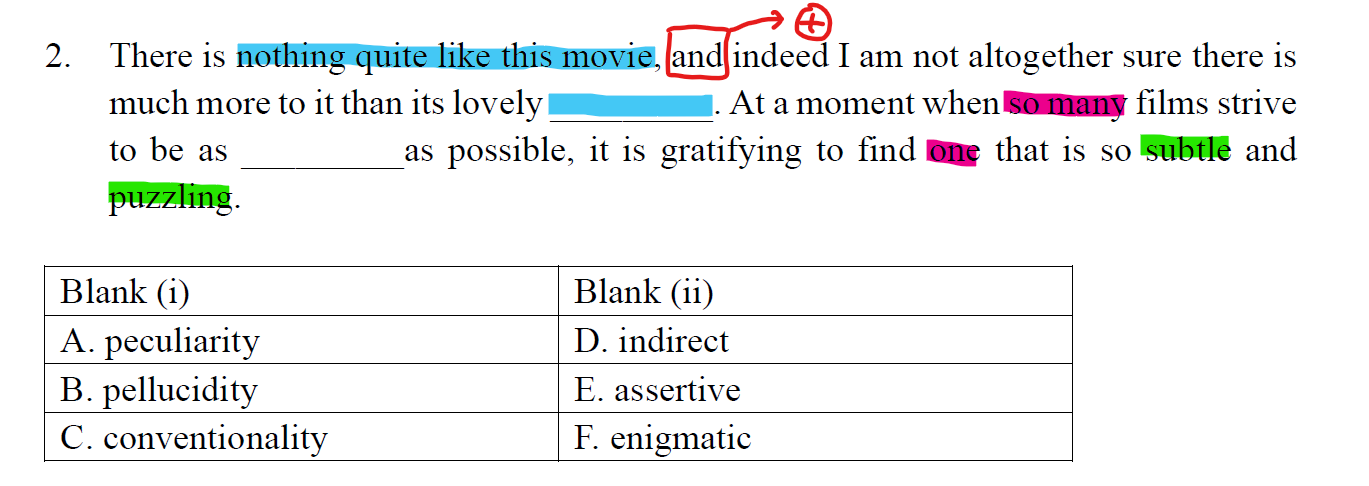 2. There is nothing quite like this movie, and indeed I am not altogether sure there is
much more to it than its lovely __________. At a moment when so many films strive
to be as __________ as possible, it is gratifying to find one that is so subtle and
puzzling.
Blank (i) Blank (ii)
A. peculiarity D. indirect
B. pellucidity E. assertive
C. conventionality F. enigmatic